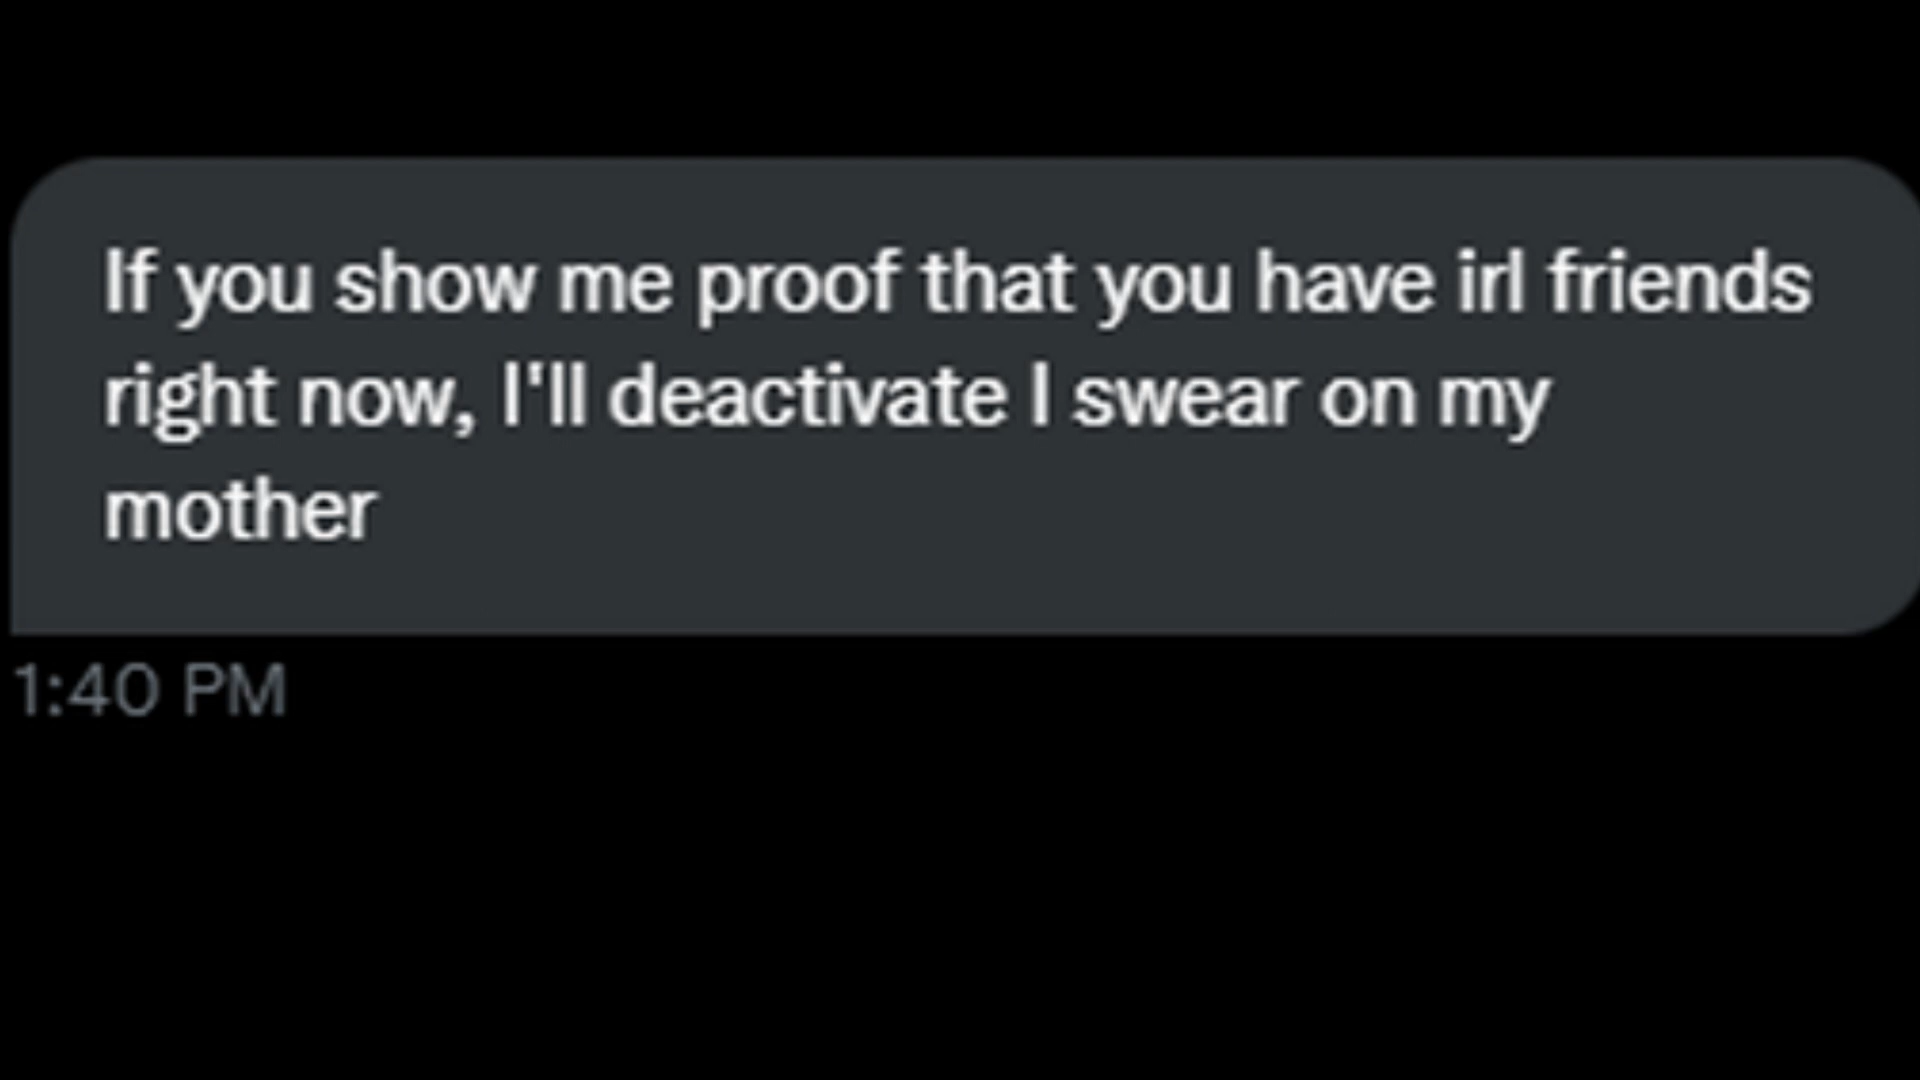 If you show me proof that you have irl friends
right now, I'll deactivate I swear on my
mother
1:40 PM